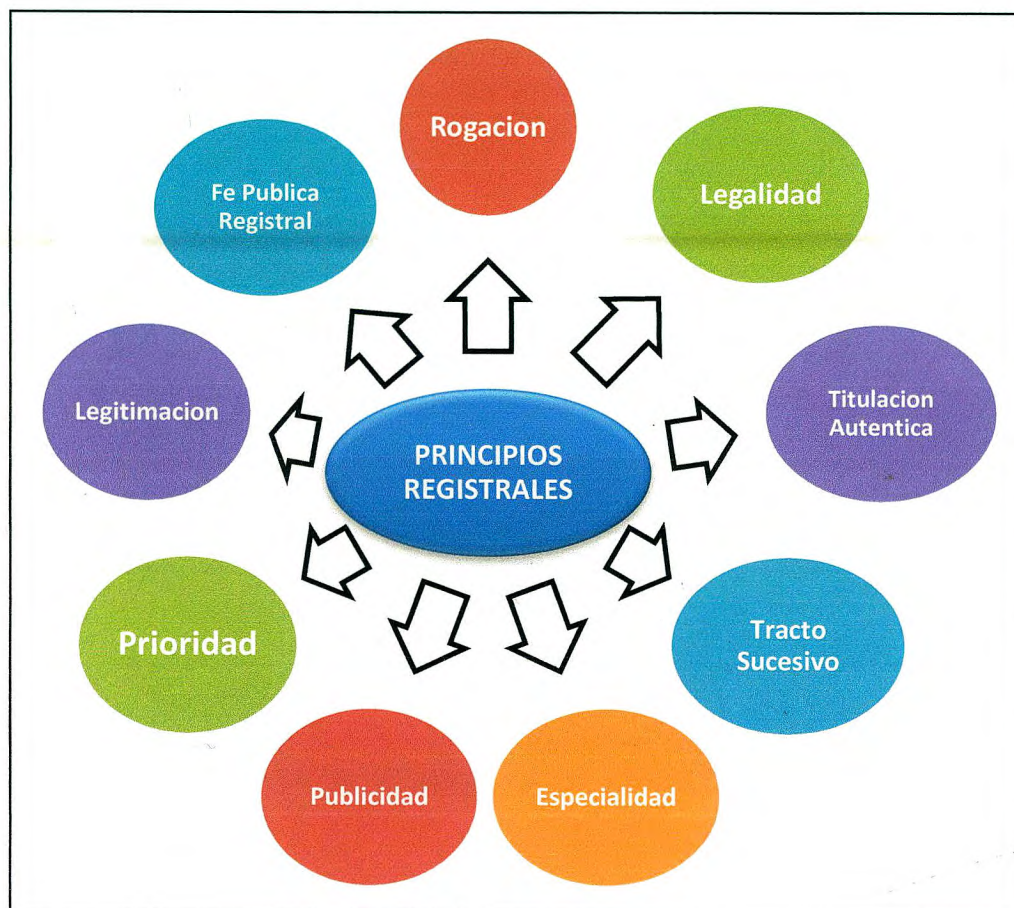 Rogacion
Fe Publica
Registral
Legalidad
Legitimacion
Titulacion
Autentica
PRINCIPIOS
REGISTRALES
Prioridad
Tracto
Sucesivo
Publicidad
Especialidad